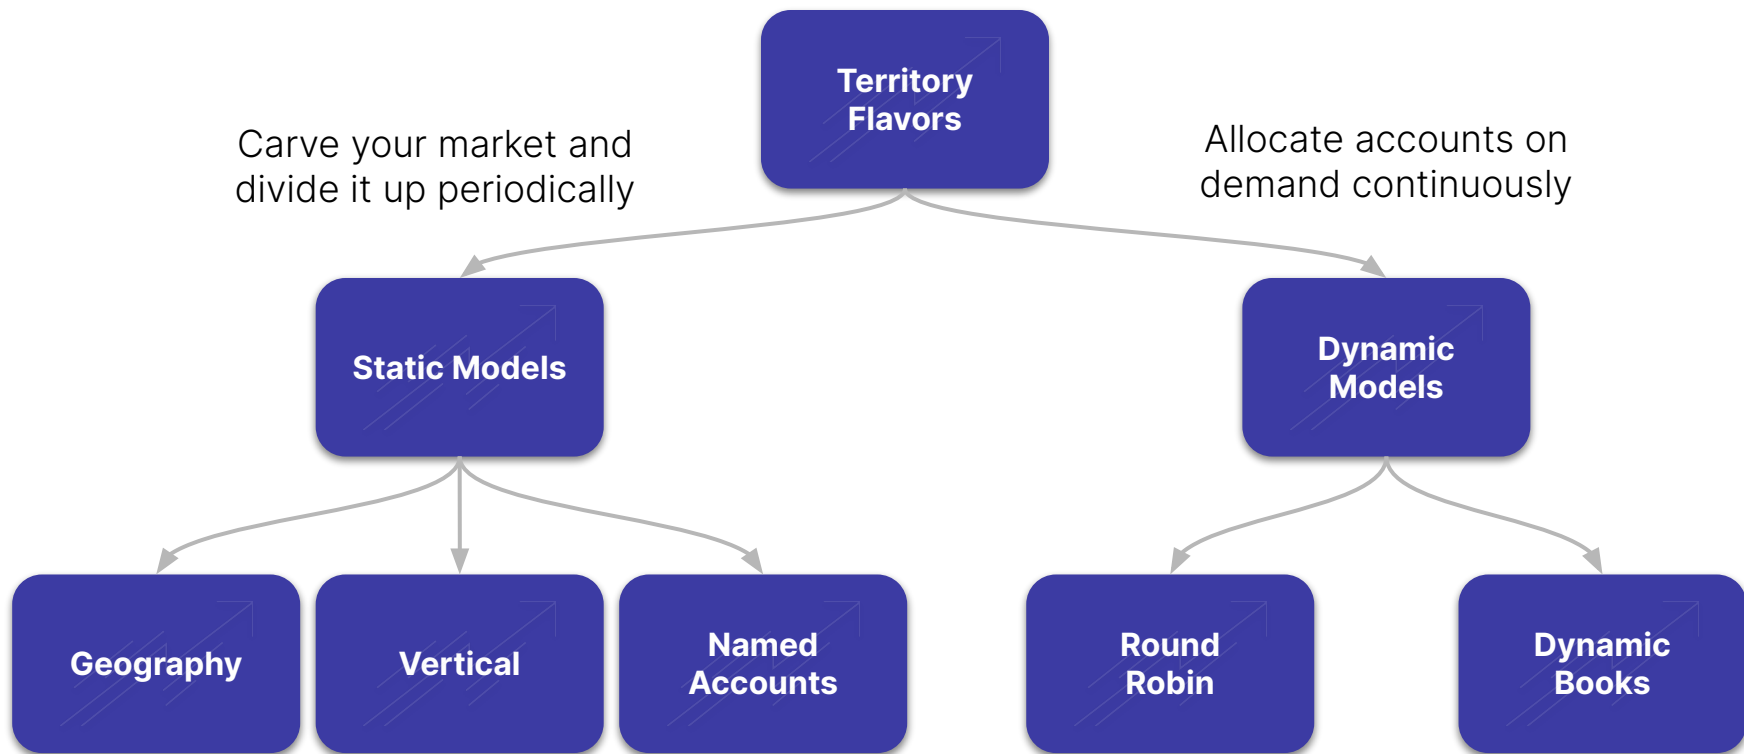 Territory
Flavors
Carve your market and
divide it up periodically
Allocate accounts on
demand continuously
Static Models
Dynamic
Models
Geography
Vertical
Named
Accounts
Round
Robin
Dynamic
Books